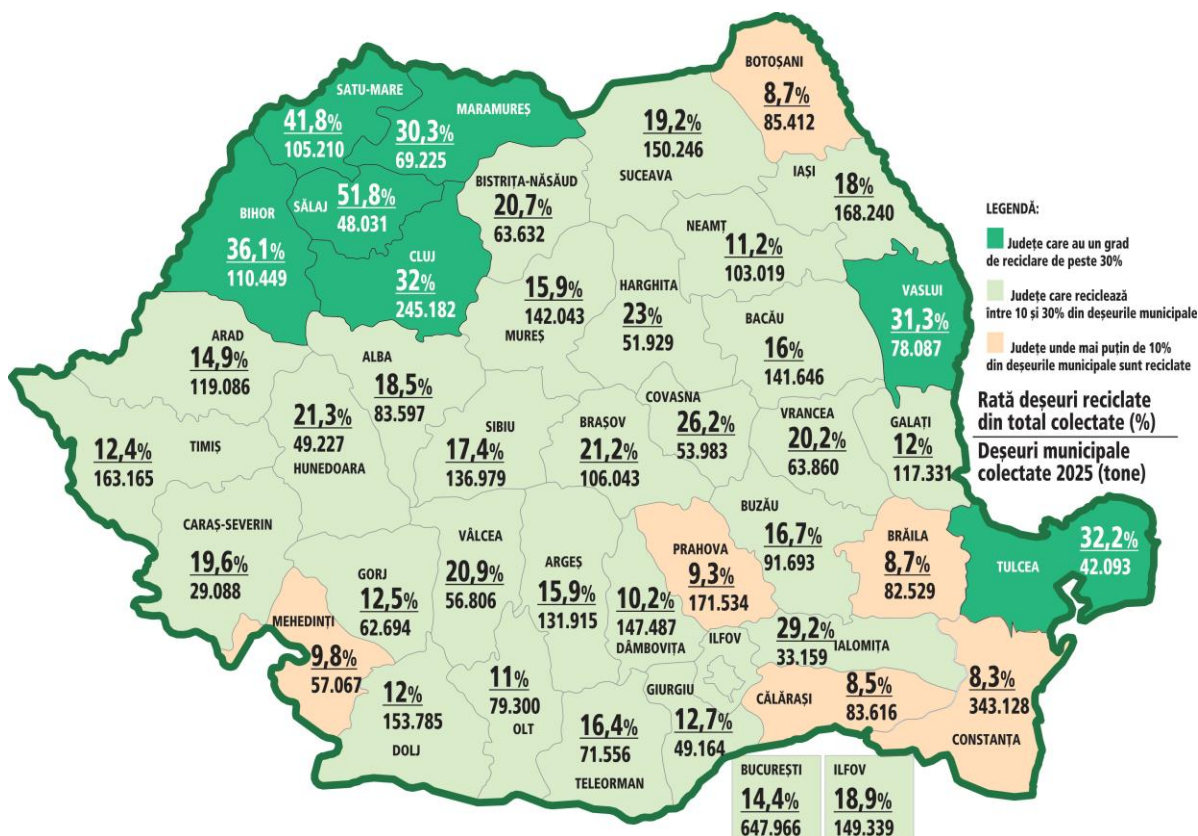 BOTOȘANI
8,7%
85.412
SATU-MARE
41,8%
105.210
MARAMUREȘ
30,3%
69.225
19,2%
150.246
SUCEAVA
IAȘI
18%
168.240
BISTRIȚA-NĂSĂUD
20,7%
63.632
SĂLAJ
51,8%
48.031
BIHOR
36,1%
110.449
CLUJ
32%
245.182
NEAMȚ
11,2%
103.019
15,9%
142.043
MUREȘ
HARGHITA
23%
51.929
BACĂU
16%
141.646
VASLUI
31,3%
78.087
LEGENDĂ:
Județe care au un grad
de reciclare de peste 30%
Județe care reciclează
între 10 și 30% din deșeurile municipale
Județe unde mai puțin de 10%
din deșeurile municipale sunt reciclate
Rată deșeuri reciclate
din total colectate (%)
Deșeuri municipale
colectate 2025 (tone)
ARAD
14,9%
119.086
ALBA
18,5%
83.597
21,3%
49.227
HUNEDOARA
12,4%
163.165
TIMIȘ
SIBIU
17,4%
136.979
BRAȘOV
21,2%
106.043
COVASNA
26,2%
53.983
VRANCEA
20,2%
63.860
GALAȚI
12%
117.331
CARAȘ-SEVERIN
19,6%
29.088
GORJ
12,5%
62.694
VÂLCEA
20,9%
56.806
ARGEȘ
15,9%
131.915
10,2%
147.487
DÂMBOVIȚA
PRAHOVA
9,3%
171.534
BUZĂU
16,7%
91.693
BRĂILA
8,7%
82.529
TULCEA
32,2%
42.093
MEHEDINȚI
9,8%
57.067
12%
153.785
DOLJ
11%
79.300
OLT
16,4%
71.556
TELEORMAN
GIURGIU
12,7%
49.164
ILFOV
29,2%
33.159
IALOMIȚA
CĂLĂRAȘI
8,5%
83.616
8,3%
343.128
CONSTANȚA
BUCUREȘTI
14,4%
647.966
ILFOV
18,9%
149.339